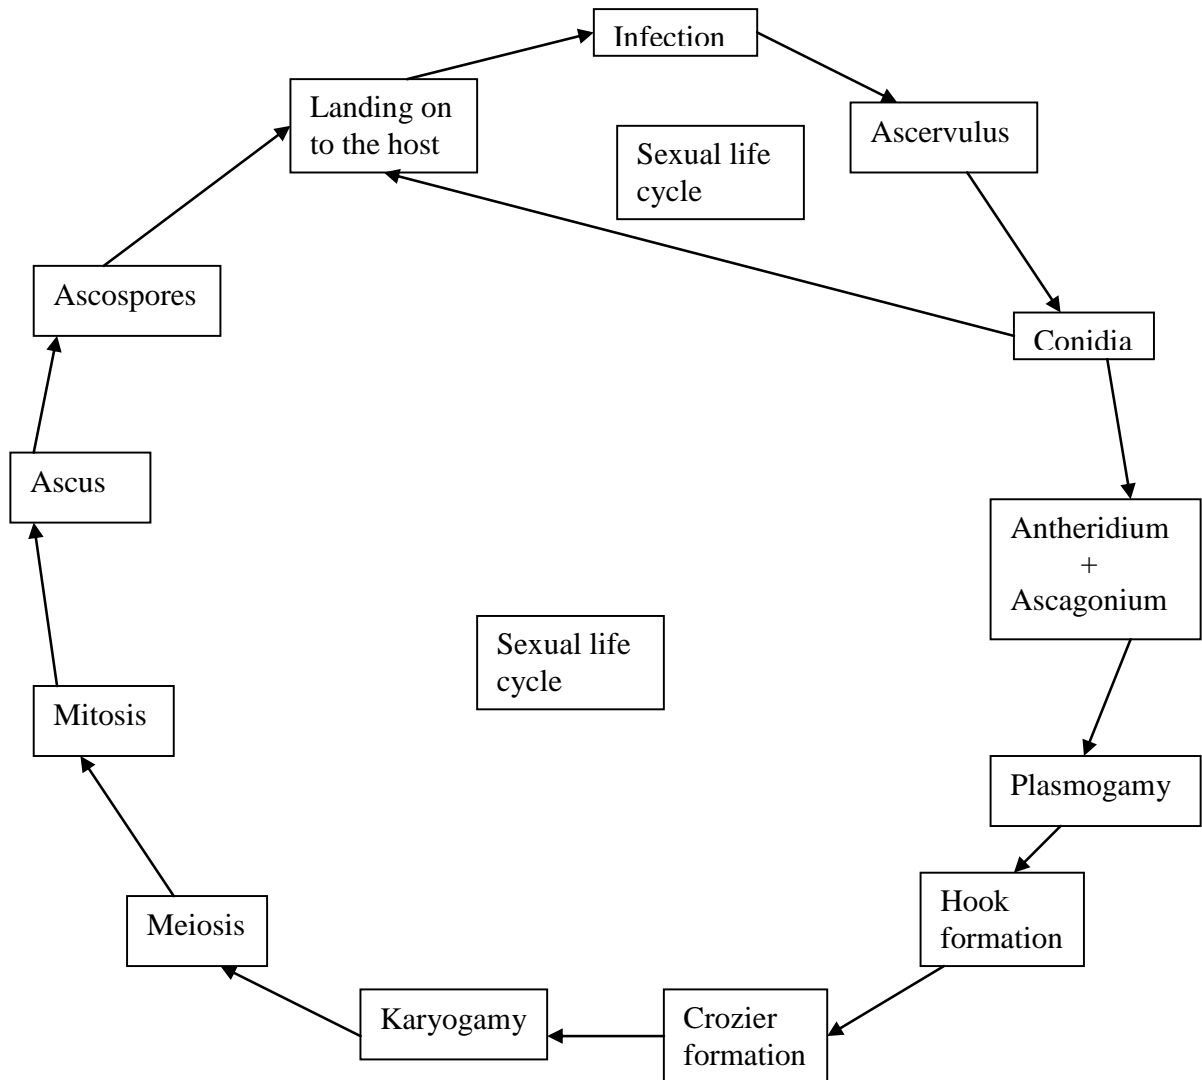 Infection
Landing on
to the host
Ascervulus
Sexual life
cycle
Ascospores
Conidia
Ascus
Antheridium
+
Ascagonium
Sexual life
cycle
Mitosis
Plasmogamy
Hook
formation
Meiosis
Karyogamy
Crozier
formation